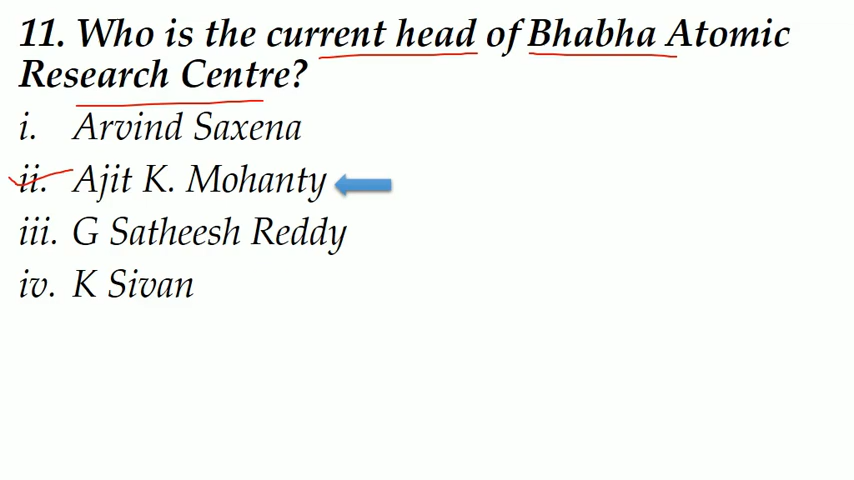 11. Who is the current head of Bhabha Atomic
Research Centre?
i. Arvind Saxena
ii. Ajit K. Mohanty
iii. G Satheesh Reddy
iv. K Sivan